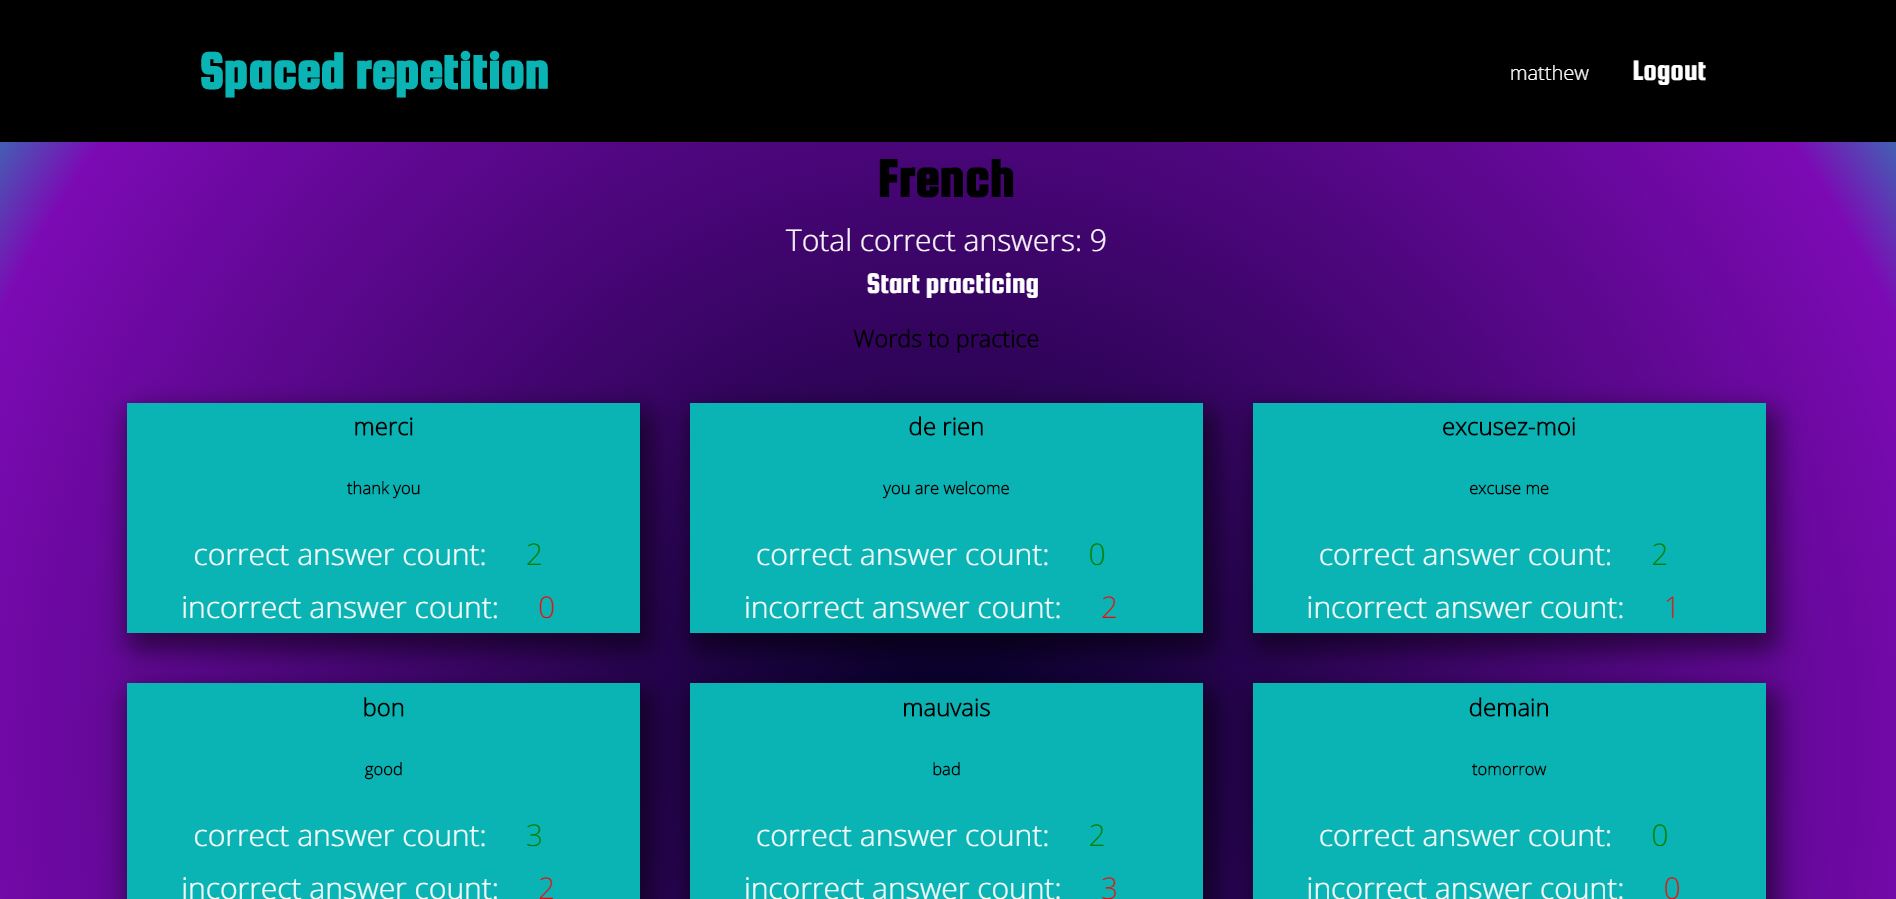 Spaced repetition
matthew Logout
French
Total correct answers: 9
Start practicing
Words to practice
merci
thank you
correct answer count: 2
incorrect answer count: 0
de rien
you are welcome
correct answer count: 0
incorrect answer count: 2
excusez-moi
excuse me
correct answer count: 2
incorrect answer count: 1
bon
good
correct answer count: 3
incorrect answer count: 2
mauvais
bad
correct answer count: 2
incorrect answer count: 3
demain
tomorrow
correct answer count: 0
incorrect answer count: 0